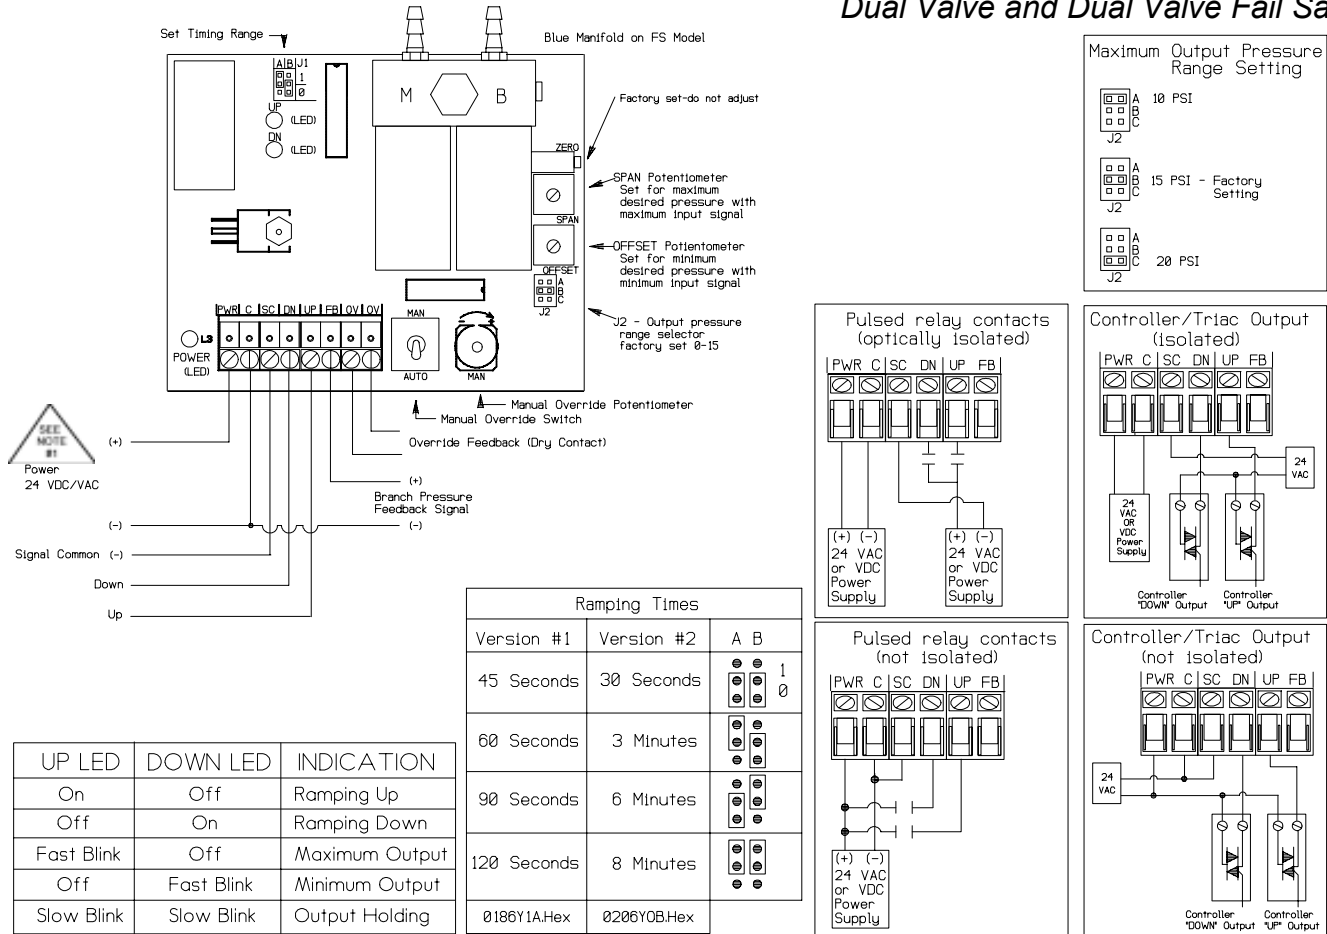 Dual Valve and Dual Valve Fail Sa
Set Timing Range
Blue Manifold on FS Model
A B J1
1
0
UP
(LED)
DN
(LED)
M
B
Factory set-do not adjust
ZERO
SPAN Potentiometer
Set for maximum
desired pressure with
maximum input signal
SPAN
OFFSET Potientometer
Set for minimum
desired pressure with
minimum input signal
OFFSET
A
B
C
J2
J2 - Output pressure
range selector
factory set 0-15
PWR C SC DN UP FB OV OV
L3
POWER
(LED)
MAN
AUTO
MAN
- +
Manual Override Potentiometer
Manual Override Switch
Override Feedback (Dry Contact)
SEE
NOTE
#1
(+)
Power
24 VDC/VAC
(+)
Branch Pressure
Feedback Signal
(-)
(-)
Signal Common (-)
Down
Up
Maximum Output Pressure
Range Setting
A 10 PSI
B
C
J2
A
B 15 PSI - Factory
C Setting
J2
A
B
C 20 PSI
J2
Pulsed relay contacts
(optically isolated)
PWR C SC DN UP FB
(+) (-)
24 VAC
or VDC
Power
Supply
(+) (-)
24 VAC
or VDC
Power
Supply
Controller/Triac Output
(isolated)
PWR C SC DN UP FB
24
VAC
24
VAC
OR
VDC
Power
Supply
Controller
"DOWN" Output
Controller
"UP" Output
Pulsed relay contacts
(not isolated)
PWR C SC DN UP FB
(+) (-)
24 VAC
or VDC
Power
Supply
Controller/Triac Output
(not isolated)
PWR C SC DN UP FB
24
VAC
Controller
"DOWN" Output
Controller
"UP" Output
Ramping Times
Version #1 Version #2 A B
45 Seconds 30 Seconds 1
0
60 Seconds 3 Minutes
90 Seconds 6 Minutes
120 Seconds 8 Minutes
0186Y1A.Hex 0206YOB.Hex
UP LED DOWN LED INDICATION
On Off Ramping Up
Off On Ramping Down
Fast Blink Off Maximum Output
Off Fast Blink Minimum Output
Slow Blink Slow Blink Output Holding